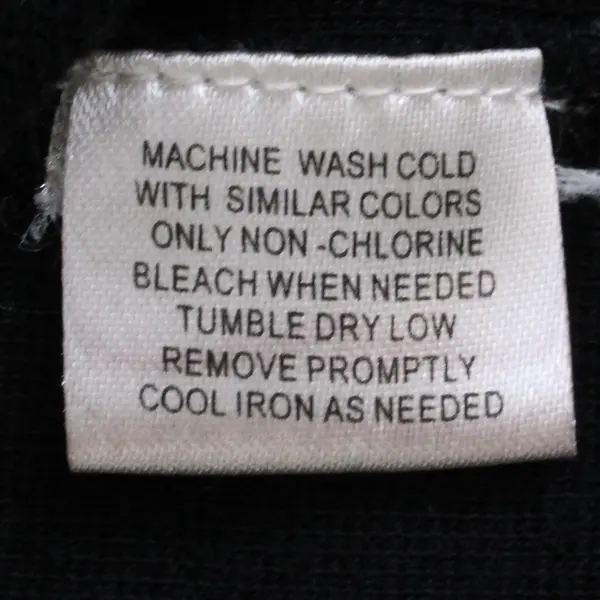 MACHINE WASH COLD
WITH SIMILAR COLORS
ONLY NON -CHLORINE
BLEACH WHEN NEEDED
TUMBLE DRY LOW
REMOVE PROMPTLY
COOL IRON AS NEEDED